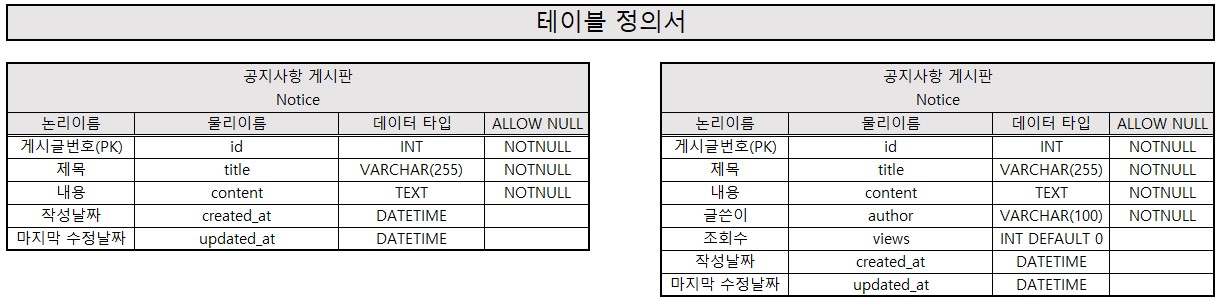 테이블 정의서
공지사항 게시판
Notice
논리이름 물리이름 데이터 타입 ALLOW NULL
게시글번호(PK) id INT NOTNULL
제목 title VARCHAR(255) NOTNULL
내용 content TEXT NOTNULL
작성날짜 created_at DATETIME
마지막 수정날짜 updated_at DATETIME
공지사항 게시판
Notice
논리이름 물리이름 데이터 타입 ALLOW NULL
게시글번호(PK) id INT NOTNULL
제목 title VARCHAR(255) NOTNULL
내용 content TEXT NOTNULL
글쓴이 author VARCHAR(100) NOTNULL
조회수 views INT DEFAULT 0
작성날짜 created_at DATETIME
마지막 수정날짜 updated_at DATETIME